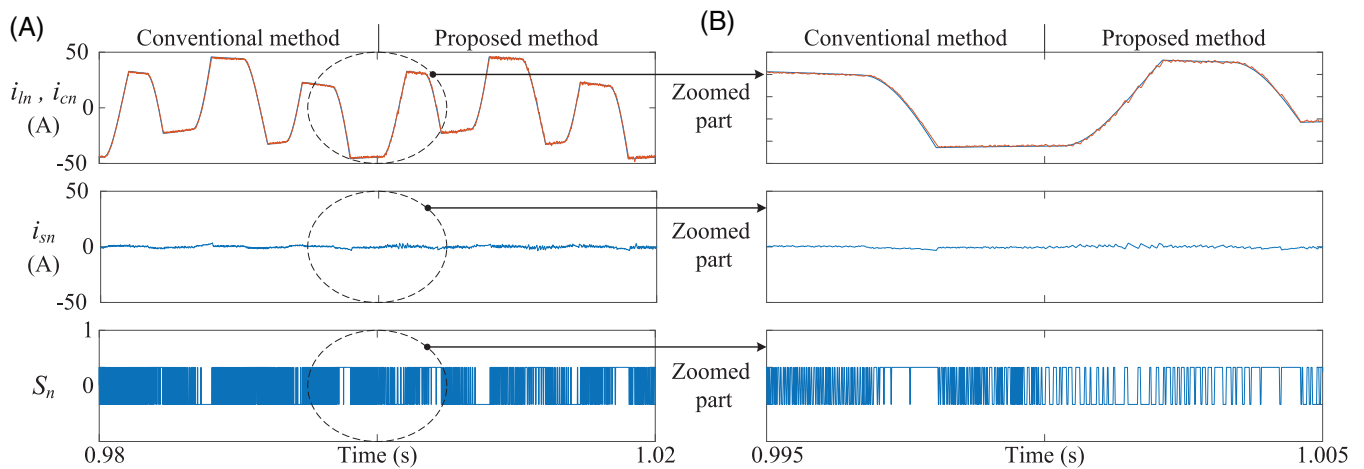 (A)
Conventional method
Proposed method
(B)
Conventional method
Proposed method
50
0
-50
i_ln , i_cn
(A)
Zoomed
part
50
0
-50
i_sn
(A)
Zoomed
part
1
0
-1
S_n
Zoomed
part
0.98
Time (s)
1.02
0.995
Time (s)
1.005